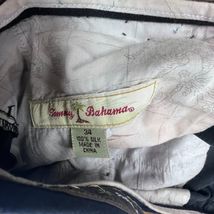 Tommy Bahama®
34
100% SILK
MADE IN
CHINA